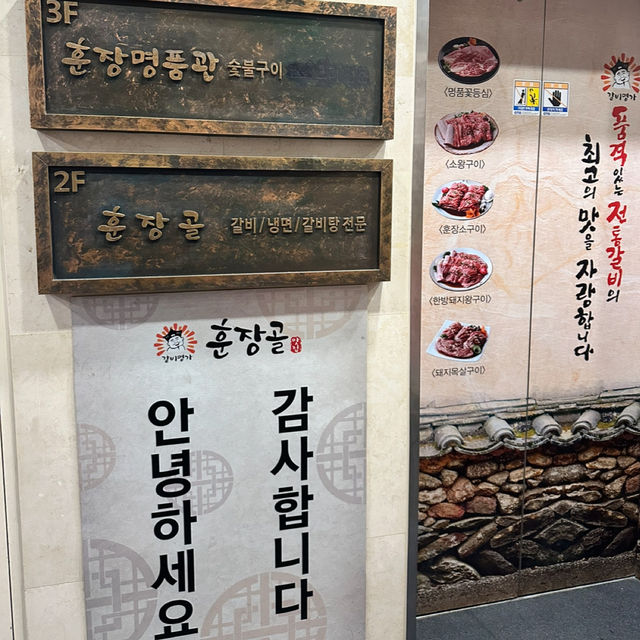 3F
훈장명품관 숯불구이
2F
훈장골 갈비/냉면/갈비탕 전문
갈비명가
훈장골
감사합니다
안녕하세요
<명품꽃등심>
<소왕구이>
<훈장소구이>
<한방돼지왕구이>
<돼지목살구이>
갈비명가
품격있는 전통갈비의
최고의 맛을 자랑합니다